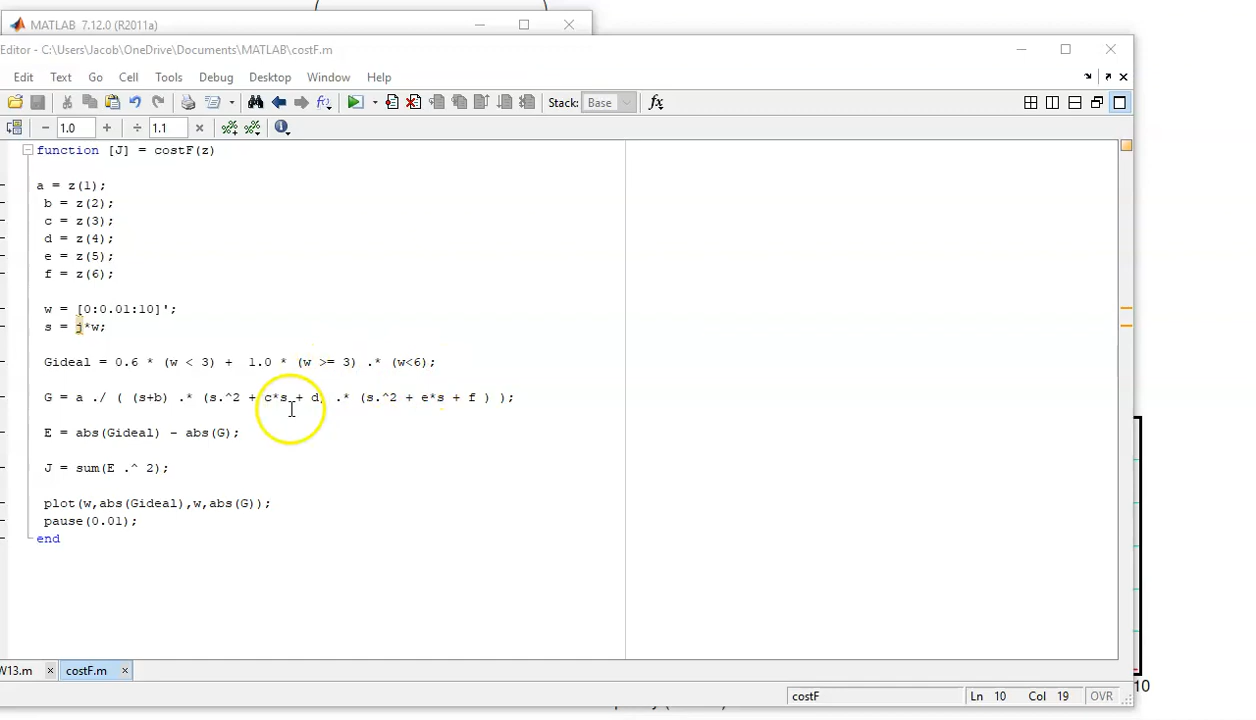 MATLAB 7.12.0 (R2011a)
Editor - C:\Users\Jacob\OneDrive\Documents\MATLAB\costF.m
Edit Text Go Cell Tools Debug Desktop Window Help
Stack: Base fx
− 1.0 + ÷ 1.1 ×
function [J] = costF(z)
a = z(1);
b = z(2);
c = z(3);
d = z(4);
e = z(5);
f = z(6);
w = [0:0.01:10]';
s = j*w;
Gideal = 0.6 * (w < 3) + 1.0 * (w >= 3) .* (w<6);
G = a ./ ( (s+b) .* (s.^2 + c*s + d) .* (s.^2 + e*s + f ) );
E = abs(Gideal) - abs(G);
J = sum(E .^ 2);
plot(w,abs(Gideal),w,abs(G));
pause(0.01);
end
W13.m × costF.m ×
costF Ln 10 Col 19 OVR
10